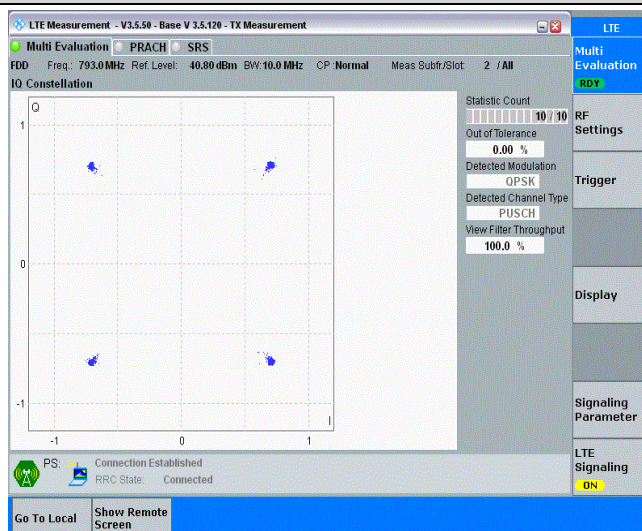 LTE Measurement - V3.5.50 - Base V 3.5.120 - TX Measurement
LTE
Multi Evaluation PRACH SRS
FDD Freq.: 793.0 MHz Ref. Level: 40.80 dBm BW: 10.0 MHz CP : Normal Meas Subfr./Slot: 2 / All
IQ Constellation
Q
1
0
-1
-1 0 1
I
Statistic Count
10 / 10
Out of Tolerance
0.00 %
Detected Modulation
QPSK
Detected Channel Type
PUSCH
View Filter Throughput
100.0 %
Multi
Evaluation
RDY
RF
Settings
Trigger
Display
Signaling
Parameter
LTE
Signaling
ON
PS: Connection Established
RRC State: Connected
Go To Local
Show Remote
Screen